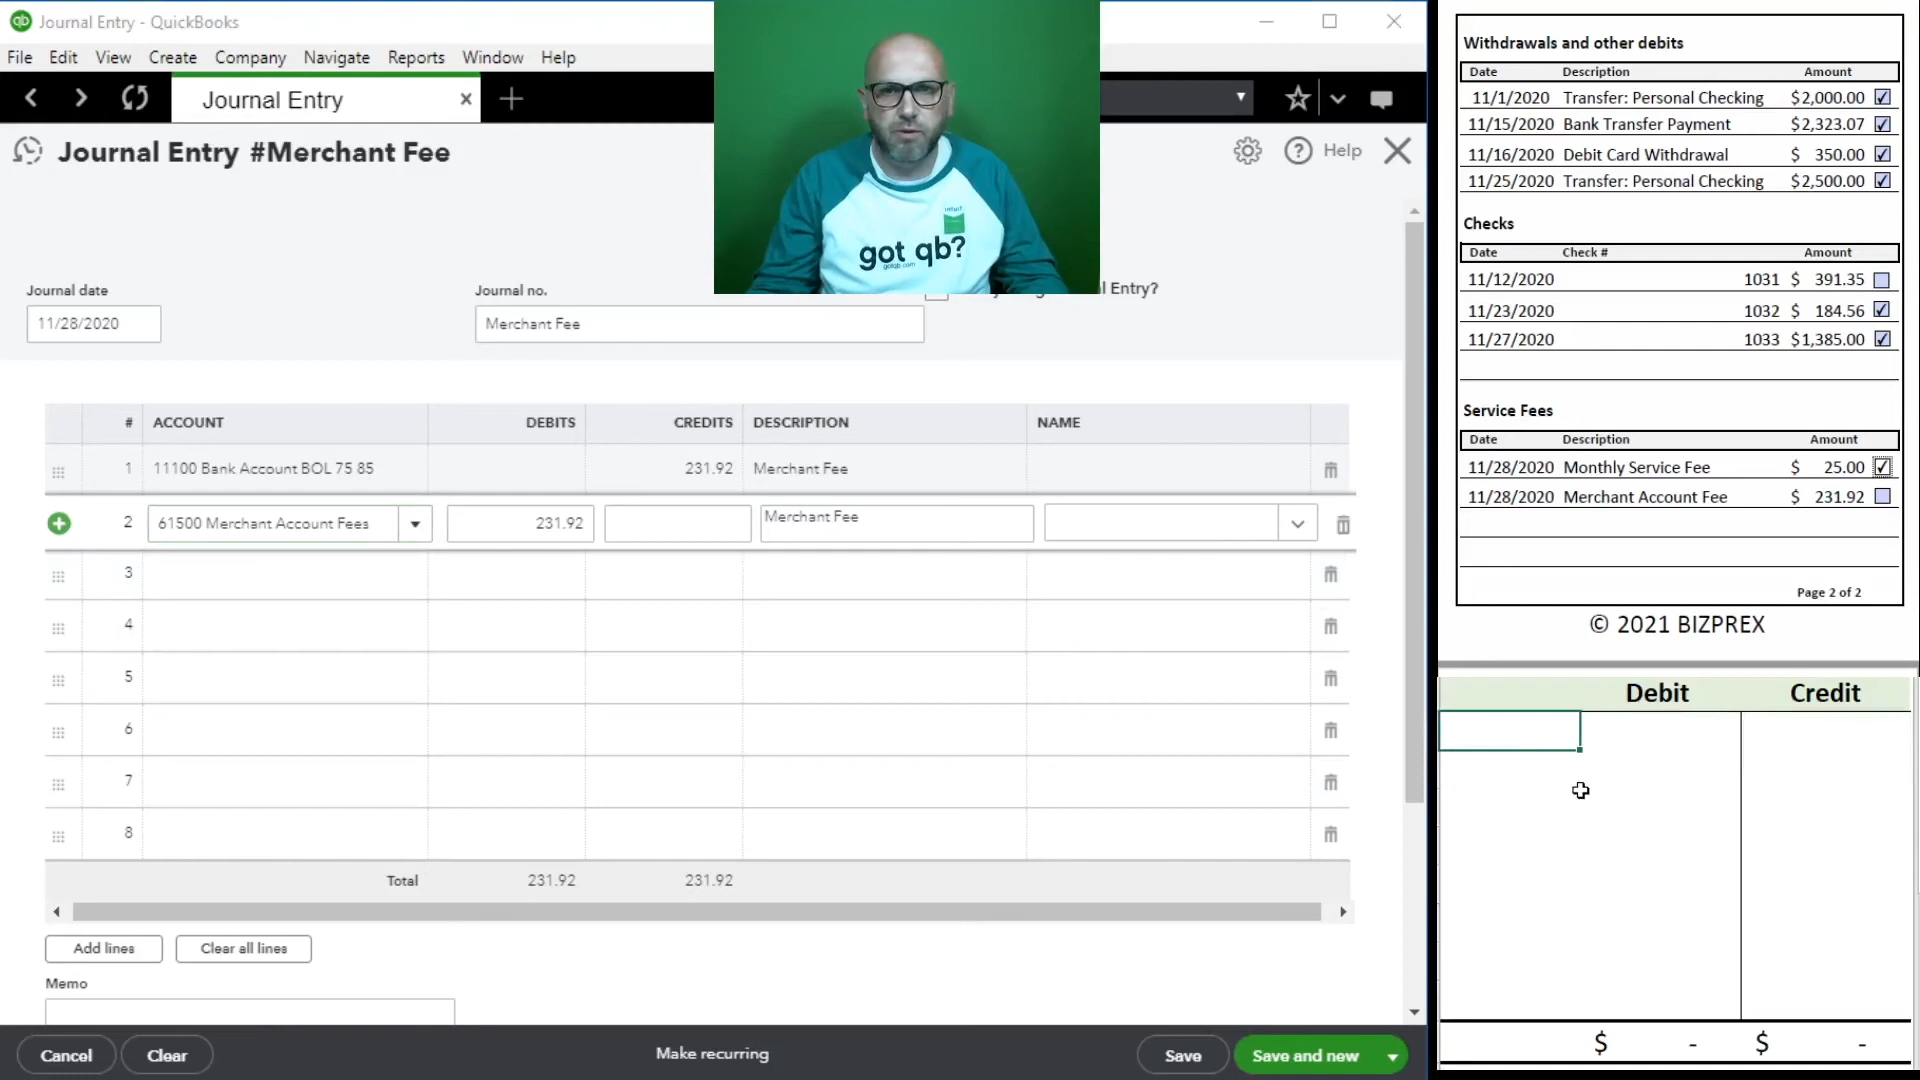 Journal Entry - QuickBooks
File Edit View Create Company Navigate Reports Window Help
Journal Entry
Journal Entry #Merchant Fee
Help
Journal date
11/28/2020
Journal no.
Merchant Fee
l Entry?
# ACCOUNT DEBITS CREDITS DESCRIPTION NAME
1 11100 Bank Account BOL 75 85 231.92 Merchant Fee
2 61500 Merchant Account Fees 231.92 Merchant Fee
3
4
5
6
7
8
Total 231.92 231.92
Add lines Clear all lines
Memo
Cancel Clear Make recurring Save Save and new
intuit
got qb?
gotqb.com
Withdrawals and other debits
Date Description Amount
11/1/2020 Transfer: Personal Checking $2,000.00
11/15/2020 Bank Transfer Payment $2,323.07
11/16/2020 Debit Card Withdrawal $ 350.00
11/25/2020 Transfer: Personal Checking $2,500.00
Checks
Date Check # Amount
11/12/2020 1031 $ 391.35
11/23/2020 1032 $ 184.56
11/27/2020 1033 $1,385.00
Service Fees
Date Description Amount
11/28/2020 Monthly Service Fee $ 25.00
11/28/2020 Merchant Account Fee $ 231.92
Page 2 of 2
© 2021 BIZPREX
Debit Credit
$ - $ -